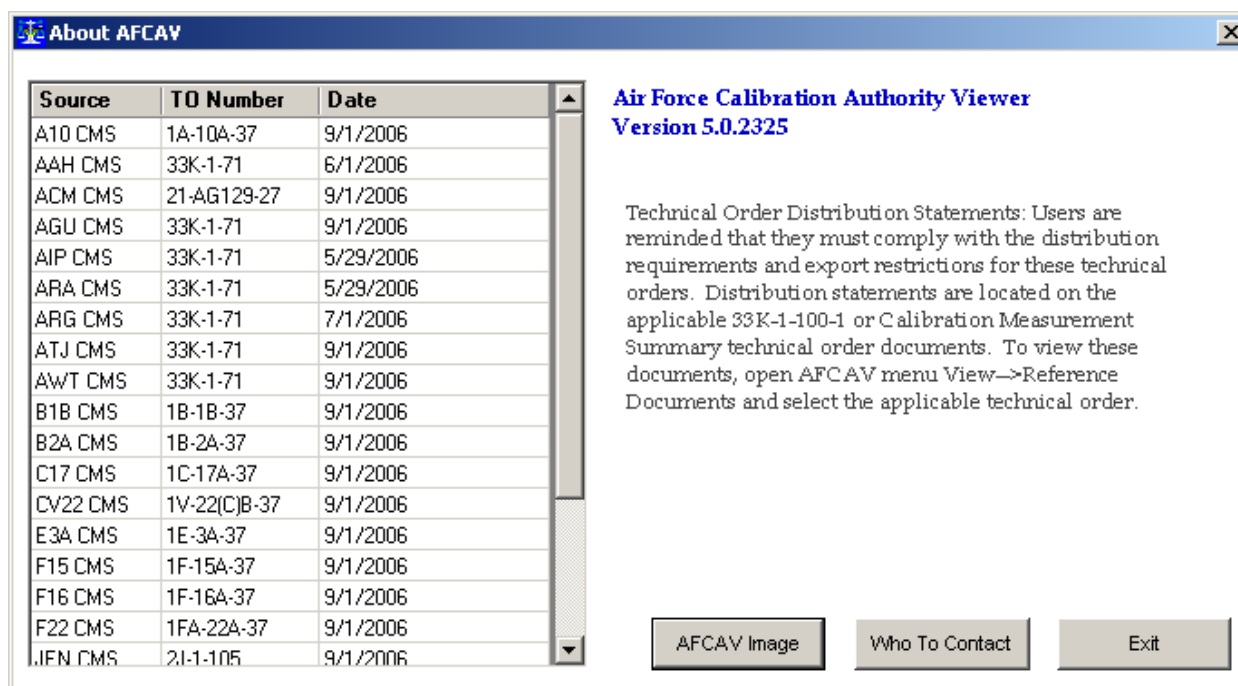 About AFCAV
Source TO Number Date
A10 CMS 1A-10A-37 9/1/2006
AAH CMS 33K-1-71 6/1/2006
ACM CMS 21-AG129-27 9/1/2006
AGU CMS 33K-1-71 9/1/2006
AIP CMS 33K-1-71 5/29/2006
ARA CMS 33K-1-71 5/29/2006
ARG CMS 33K-1-71 7/1/2006
ATJ CMS 33K-1-71 9/1/2006
AWT CMS 33K-1-71 9/1/2006
B1B CMS 1B-1B-37 9/1/2006
B2A CMS 1B-2A-37 9/1/2006
C17 CMS 1C-17A-37 9/1/2006
CV22 CMS 1V-22(C)B-37 9/1/2006
E3A CMS 1E-3A-37 9/1/2006
F15 CMS 1F-15A-37 9/1/2006
F16 CMS 1F-16A-37 9/1/2006
F22 CMS 1FA-22A-37 9/1/2006
JEN CMS 2J-1-105 9/1/2006
Air Force Calibration Authority Viewer
Version 5.0.2325
Technical Order Distribution Statements: Users are
reminded that they must comply with the distribution
requirements and export restrictions for these technical
orders. Distribution statements are located on the
applicable 33K-1-100-1 or Calibration Measurement
Summary technical order documents. To view these
documents, open AFCAV menu View-->Reference
Documents and select the applicable technical order.
AFCAV Image
Who To Contact
Exit